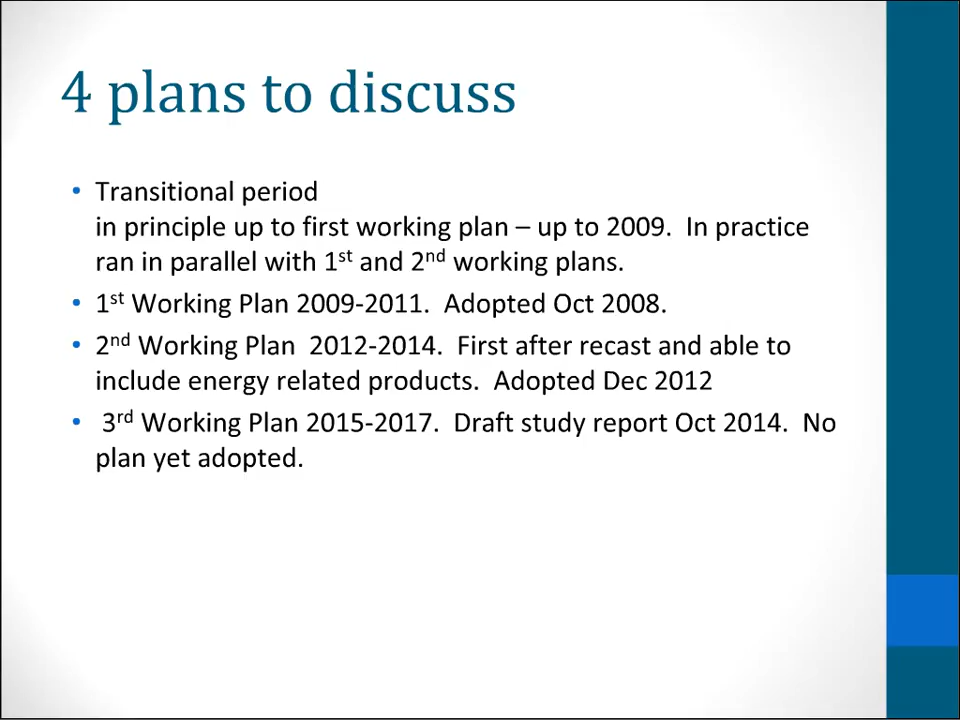 4 plans to discuss
• Transitional period
in principle up to first working plan – up to 2009.  In practice
ran in parallel with 1st and 2nd working plans.
• 1st Working Plan 2009-2011.  Adopted Oct 2008.
• 2nd Working Plan  2012-2014.  First after recast and able to
include energy related products.  Adopted Dec 2012
•  3rd Working Plan 2015-2017.  Draft study report Oct 2014.  No
plan yet adopted.